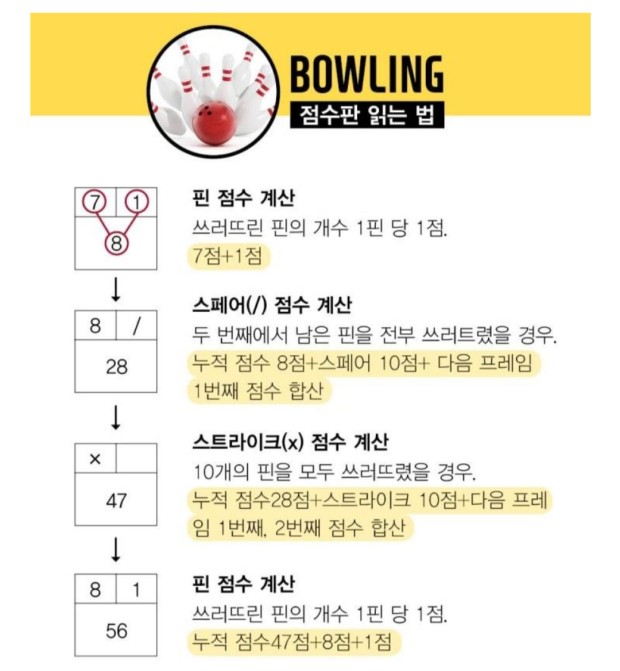 BOWLING
점수판 읽는 법
7 1
8
핀 점수 계산
쓰러뜨린 핀의 개수 1핀 당 1점.
7점+1점
8 /
28
스페어(/) 점수 계산
두 번째에서 남은 핀을 전부 쓰러트렸을 경우.
누적 점수 8점+스페어 10점+ 다음 프레임
1번째 점수 합산
×
47
스트라이크(x) 점수 계산
10개의 핀을 모두 쓰러뜨렸을 경우.
누적 점수28점+스트라이크 10점+다음 프레
임 1번째, 2번째 점수 합산
8 1
56
핀 점수 계산
쓰러뜨린 핀의 개수 1핀 당 1점.
누적 점수47점+8점+1점